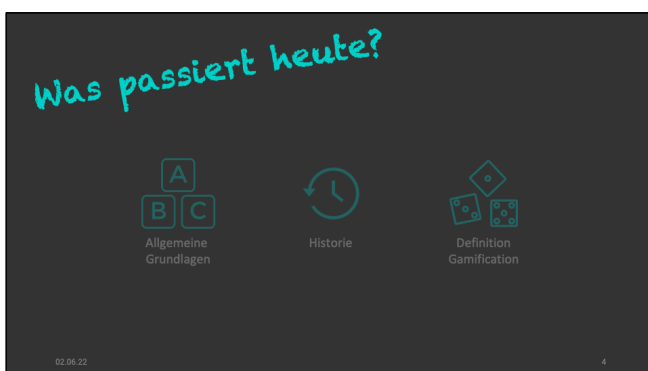 Was passiert heute?
A
B C
Allgemeine
Grundlagen
Historie
Definition
Gamification
02.06.22
4